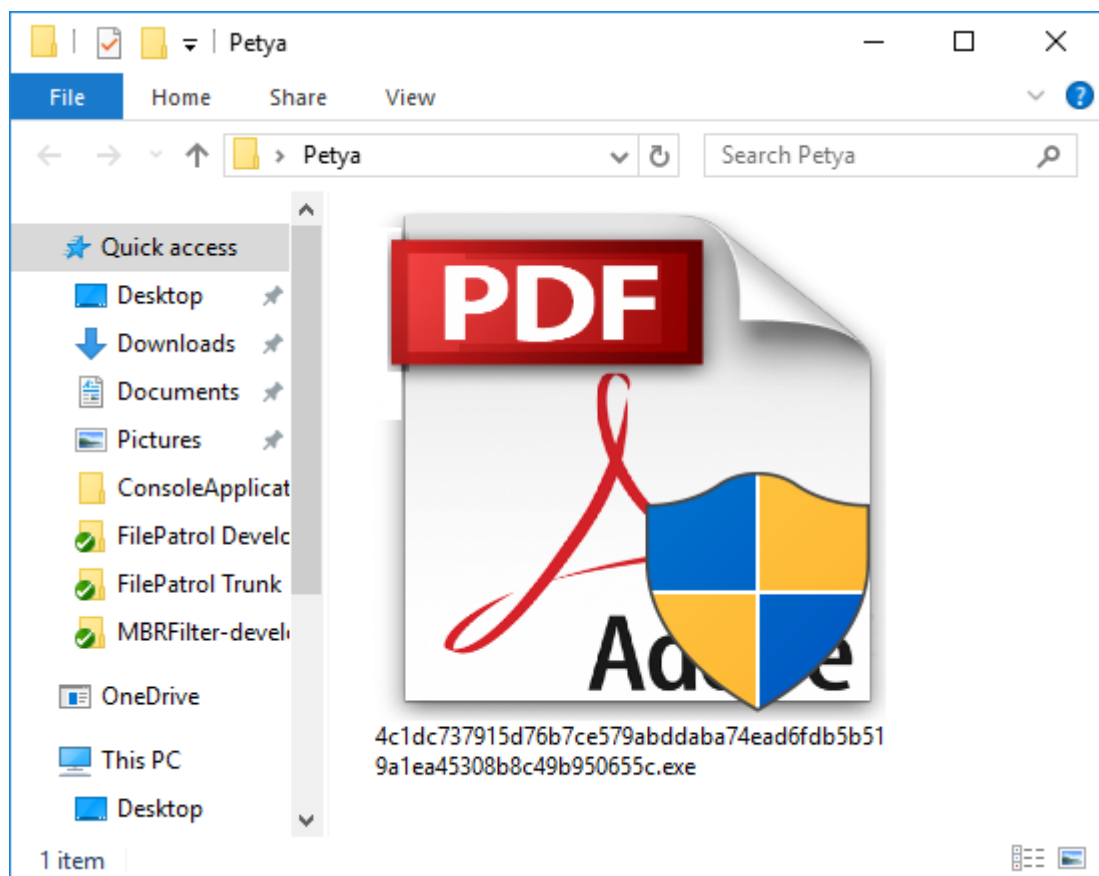 Petya
File Home Share View
Petya Search Petya
Quick access
Desktop
Downloads
Documents
Pictures
ConsoleApplicat
FilePatrol Develc
FilePatrol Trunk
MBRFilter-devel
OneDrive
This PC
Desktop
PDF
Adobe
4c1dc737915d76b7ce579abddaba74ead6fdb5b51
9a1ea45308b8c49b950655c.exe
1 item